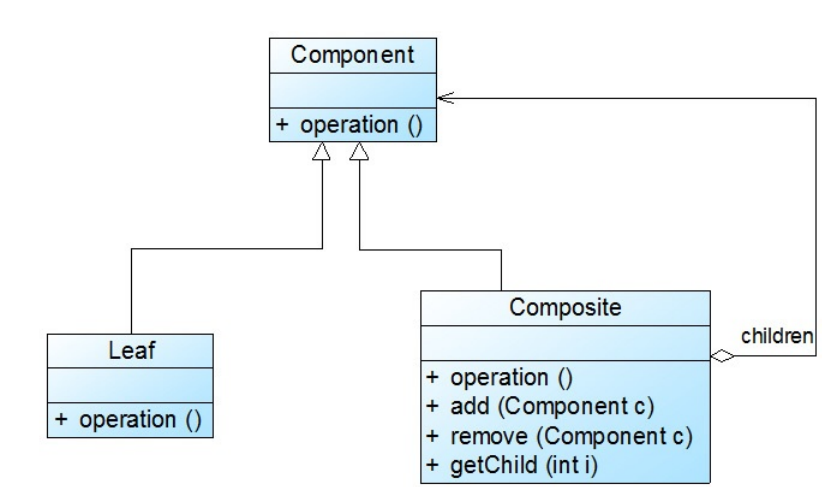 Component
+ operation ()
children
Leaf
+ operation ()
Composite
+ operation ()
+ add (Component c)
+ remove (Component c)
+ getChild (int i)